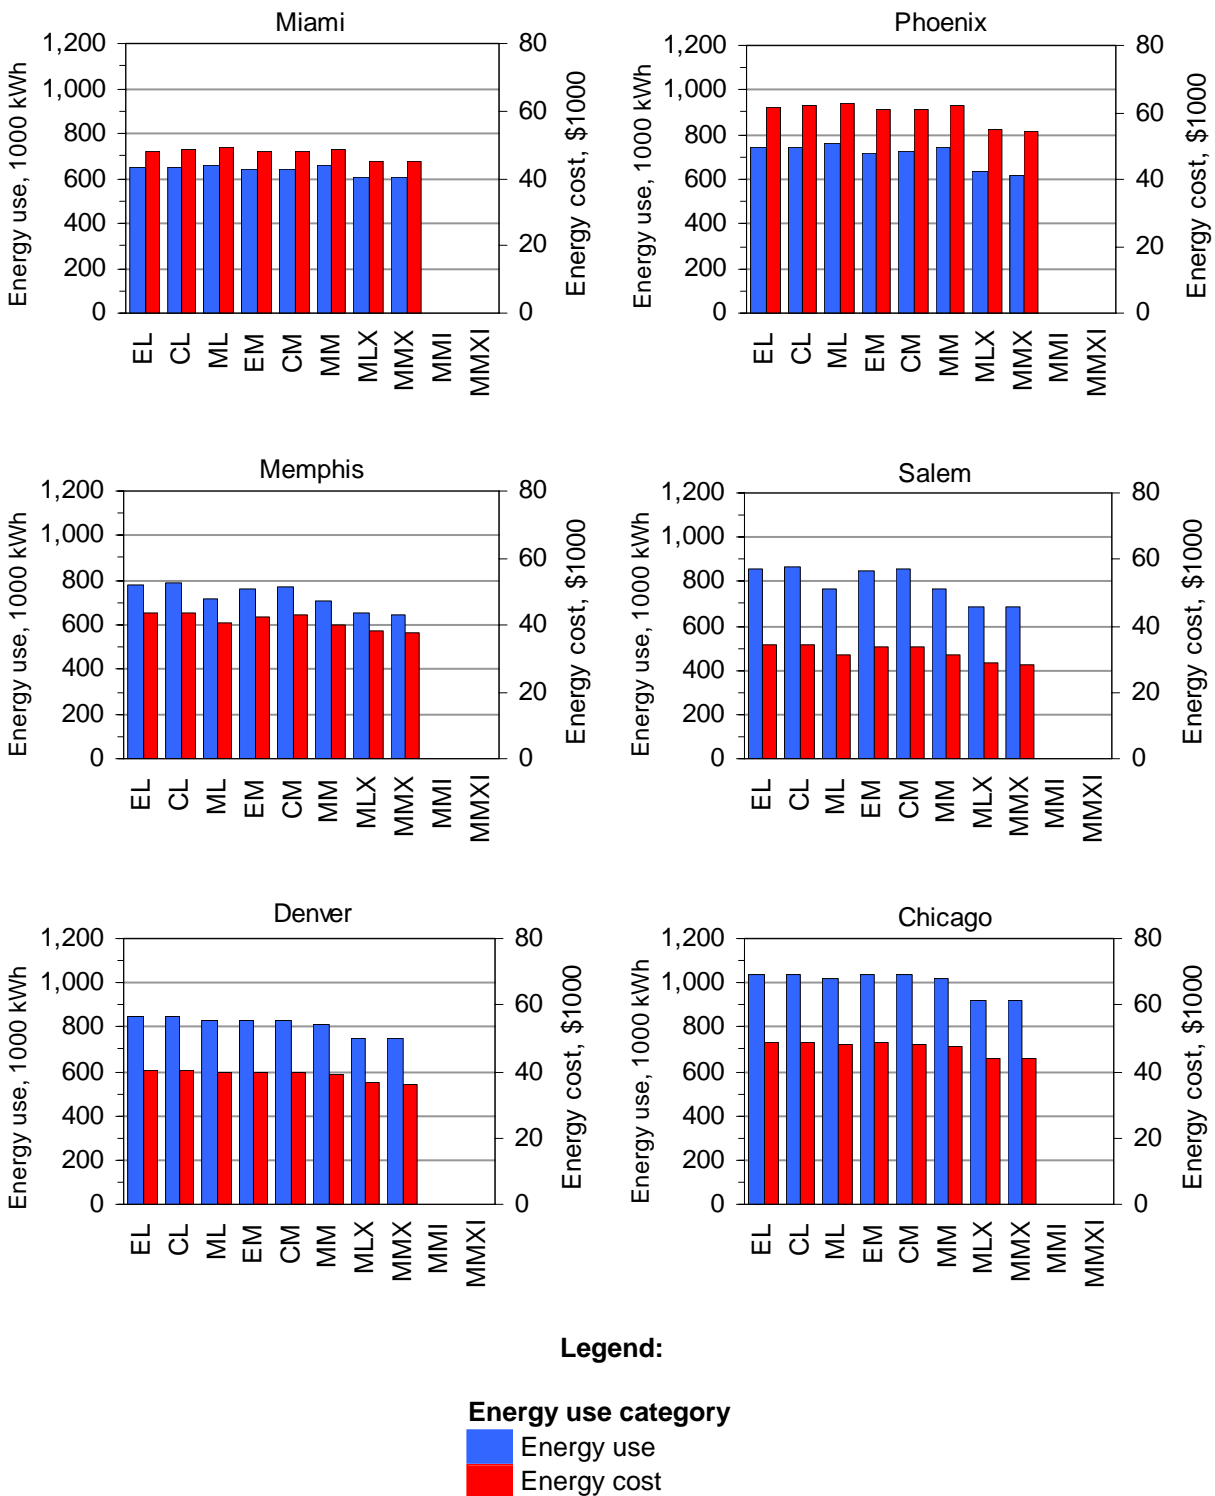 Miami
1,200
1,000
800
600
400
200
0
Energy use, 1000 kWh
80
60
40
20
0
Energy cost, $1000
EL CL ML EM CM MM MLX MMX MMI MMXI
Phoenix
1,200
1,000
800
600
400
200
0
Energy use, 1000 kWh
80
60
40
20
0
Energy cost, $1000
EL CL ML EM CM MM MLX MMX MMI MMXI
Memphis
1,200
1,000
800
600
400
200
0
Energy use, 1000 kWh
80
60
40
20
0
Energy cost, $1000
EL CL ML EM CM MM MLX MMX MMI MMXI
Salem
1,200
1,000
800
600
400
200
0
Energy use, 1000 kWh
80
60
40
20
0
Energy cost, $1000
EL CL ML EM CM MM MLX MMX MMI MMXI
Denver
1,200
1,000
800
600
400
200
0
Energy use, 1000 kWh
80
60
40
20
0
Energy cost, $1000
EL CL ML EM CM MM MLX MMX MMI MMXI
Chicago
1,200
1,000
800
600
400
200
0
Energy use, 1000 kWh
80
60
40
20
0
Energy cost, $1000
EL CL ML EM CM MM MLX MMX MMI MMXI
Legend:
Energy use category
Energy use
Energy cost